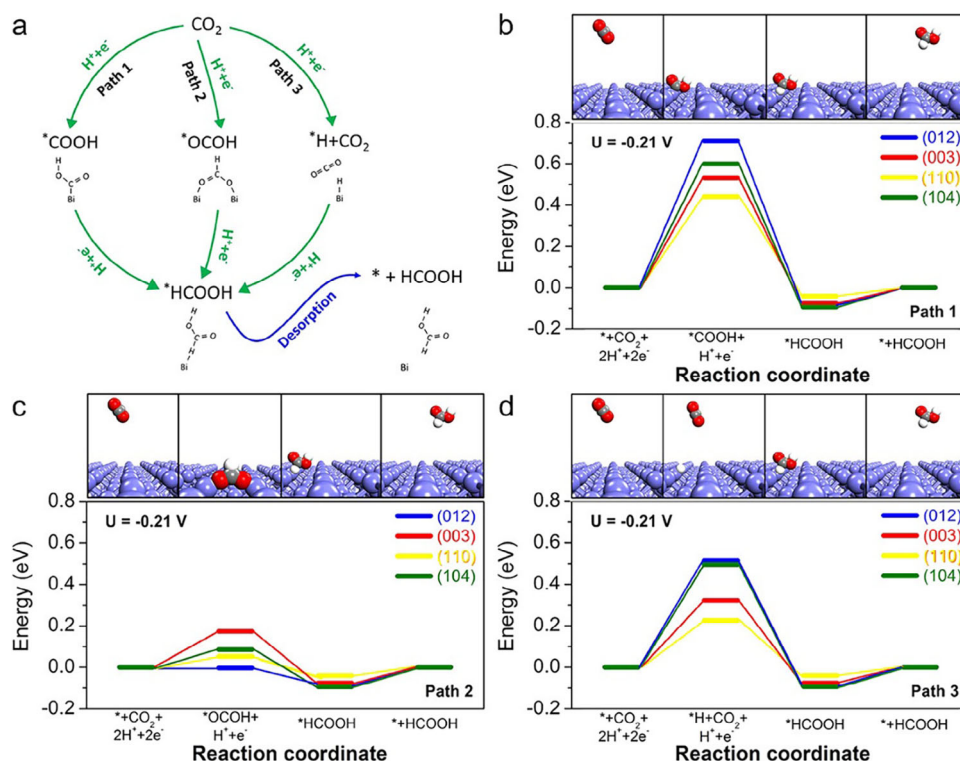 a
CO₂
H⁺+e⁻
Path 1
H⁺+e⁻
Path 2
H⁺+e⁻
Path 3
*COOH
*OCOH
*H+CO₂
H
O
C
O
Bi
H
C
O
O
Bi
Bi
O=C=O
H
Bi
H⁺+e⁻
H⁺+e⁻
H⁺+e⁻
*HCOOH
Desorption
* + HCOOH
H
O
C
O
H
Bi
H
O
C
O
H
Bi
b
U = -0.21 V
(012)
(003)
(110)
(104)
Energy (eV)
0.8
0.6
0.4
0.2
0.0
-0.2
Path 1
*+CO₂+
2H⁺+2e⁻
*COOH+
H⁺+e⁻
*HCOOH
*+HCOOH
Reaction coordinate
c
U = -0.21 V
(012)
(003)
(110)
(104)
Energy (eV)
0.8
0.6
0.4
0.2
0.0
-0.2
Path 2
*+CO₂+
2H⁺+2e⁻
*OCOH+
H⁺+e⁻
*HCOOH
*+HCOOH
Reaction coordinate
d
U = -0.21 V
(012)
(003)
(110)
(104)
Energy (eV)
0.8
0.6
0.4
0.2
0.0
-0.2
Path 3
*+CO₂+
2H⁺+2e⁻
*H+CO₂+
H⁺+e⁻
*HCOOH
*+HCOOH
Reaction coordinate